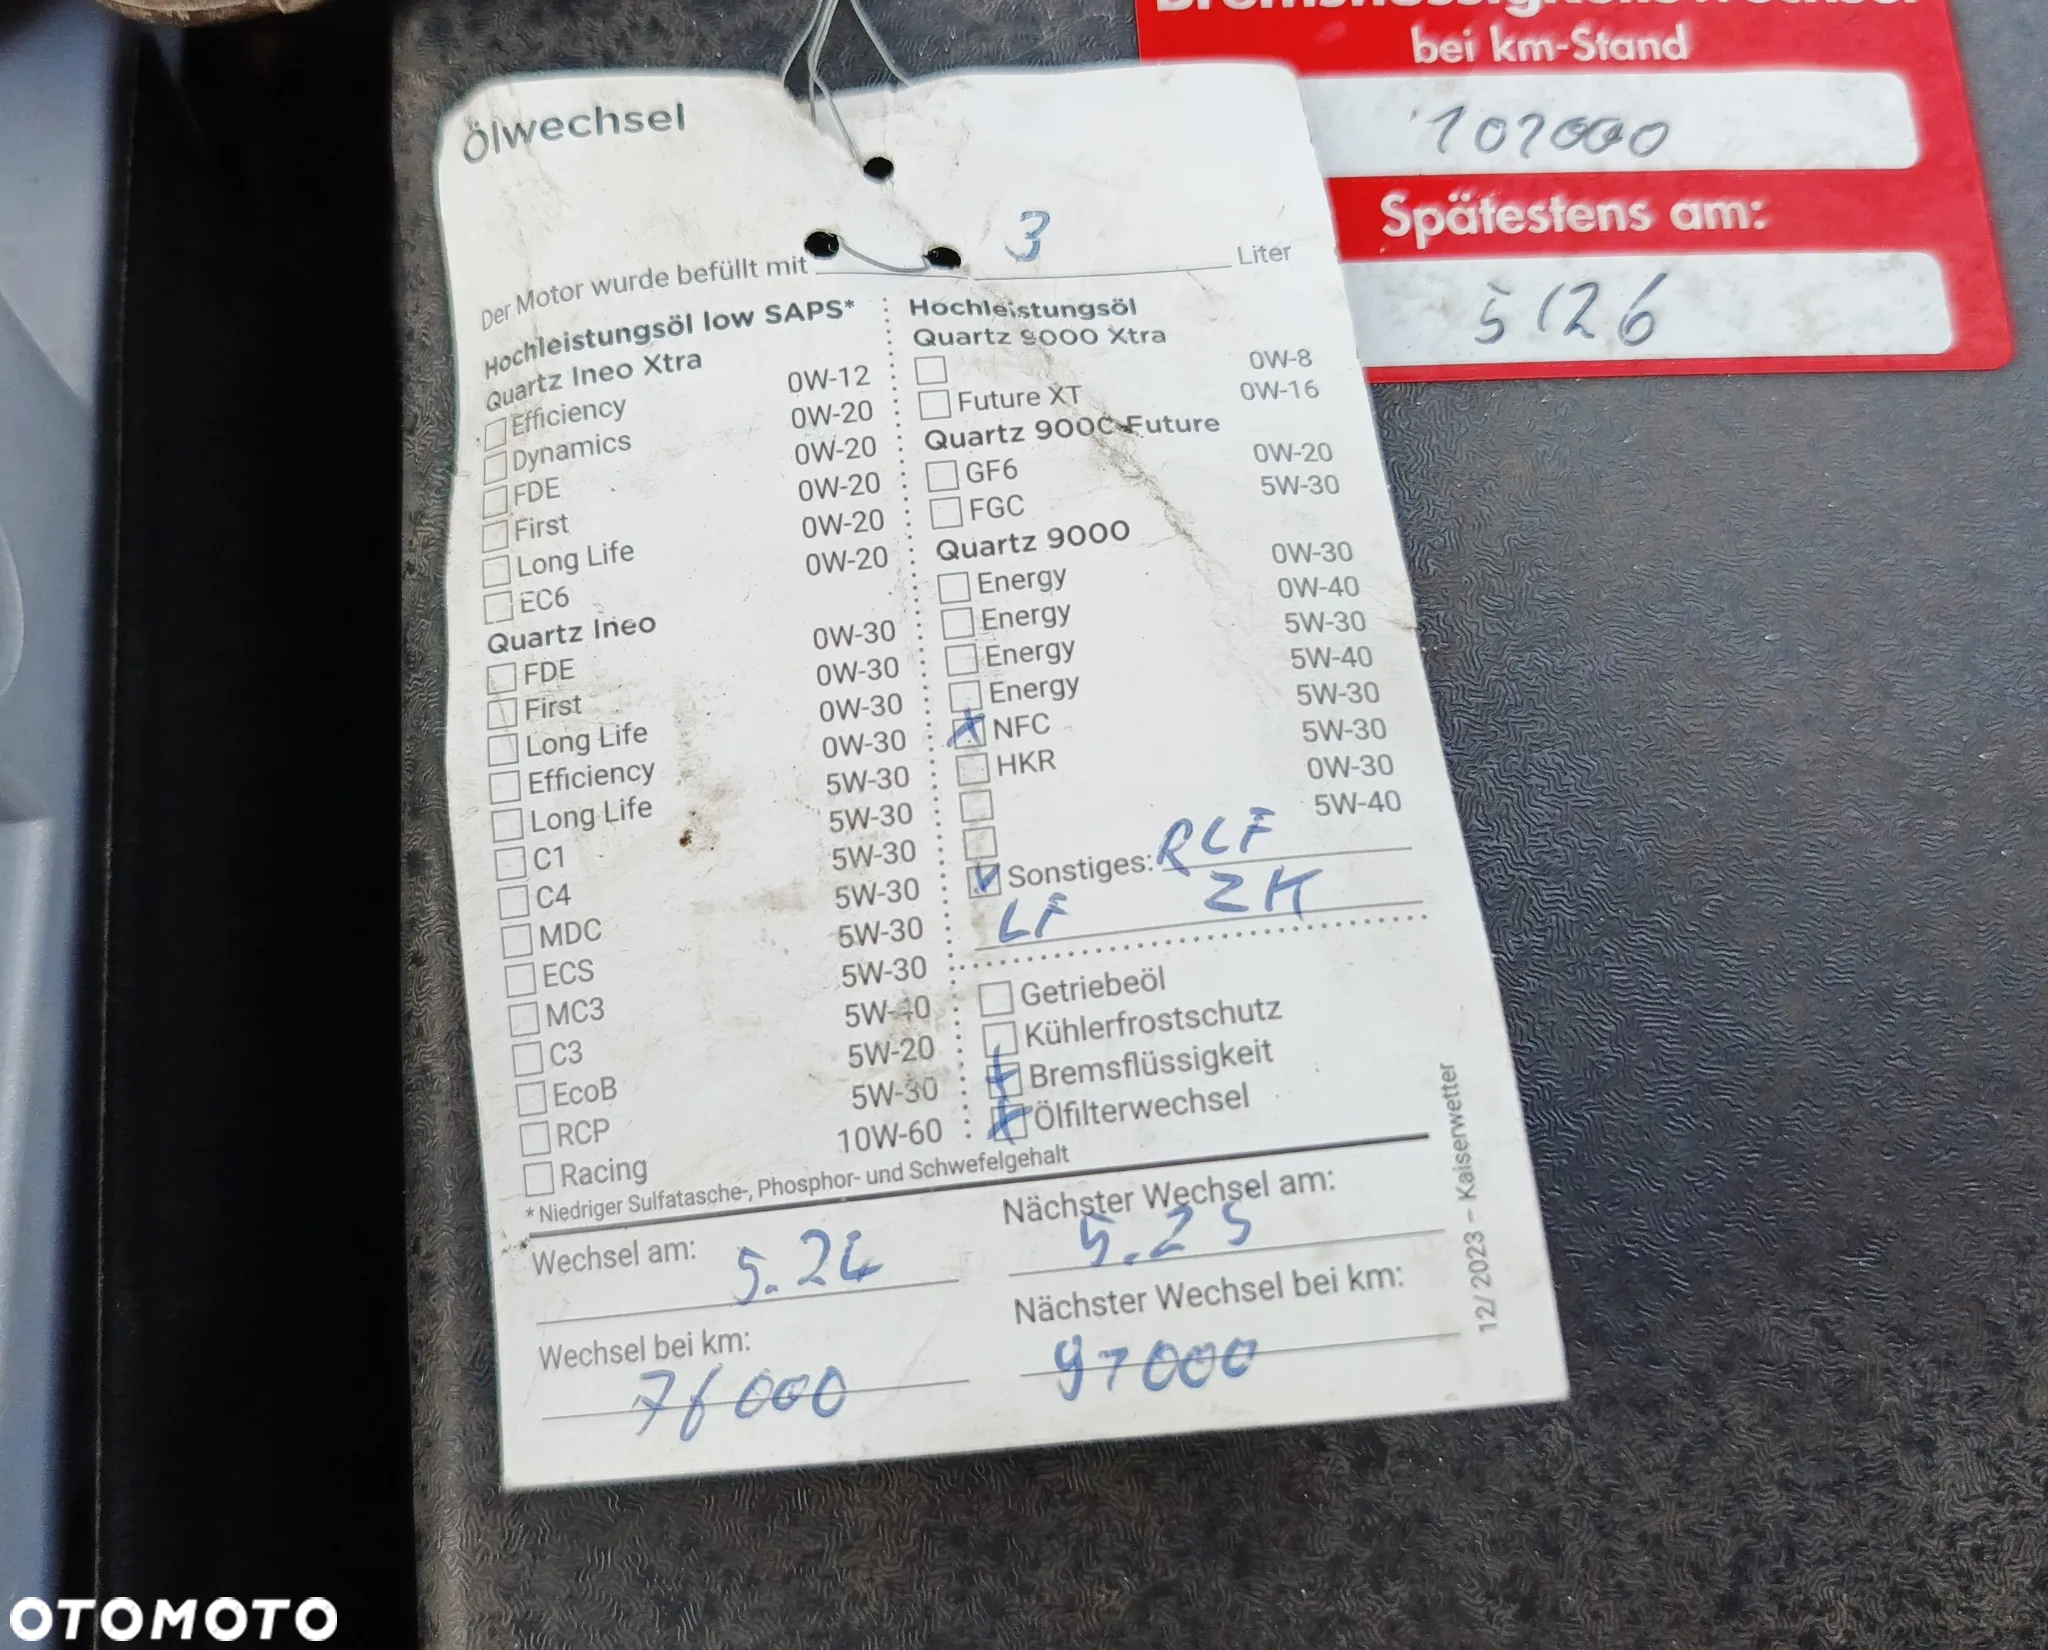 Bremsflüssigkeitswechsel
bei km-Stand
101000
Spätestens am:
5/26
Ölwechsel
Der Motor wurde befüllt mit 3 Liter
Hochleistungsöl low SAPS*
Quartz Ineo Xtra
Efficiency 0W-12
Dynamics 0W-20
FDE 0W-20
First 0W-20
Long Life 0W-20
EC6 0W-20
Quartz Ineo
FDE 0W-30
First 0W-30
Long Life 0W-30
Efficiency 0W-30
Long Life 5W-30
C1 5W-30
C4 5W-30
MDC 5W-30
ECS 5W-30
MC3 5W-30
C3 5W-40
EcoB 5W-20
RCP 5W-30
Racing 10W-60
*Niedriger Sulfatasche-, Phosphor- und Schwefelgehalt
Hochleistungsöl
Quartz 9000 Xtra
0W-8
Future XT 0W-16
Quartz 9000 Future
GF6 0W-20
FGC 5W-30
Quartz 9000
Energy 0W-30
Energy 0W-40
Energy 5W-30
Energy 5W-40
X NFC 5W-30
HKR 5W-30
0W-30
5W-40
Sonstiges: RLF
LF ZK
Getriebeöl
Kühlerfrostschutz
X Bremsflüssigkeit
X Ölfilterwechsel
Wechsel am: 5.24
Nächster Wechsel am: 5.25
Wechsel bei km: 76000
Nächster Wechsel bei km: 91000
12/2023 – Kaiserwetter
OTOMOTO